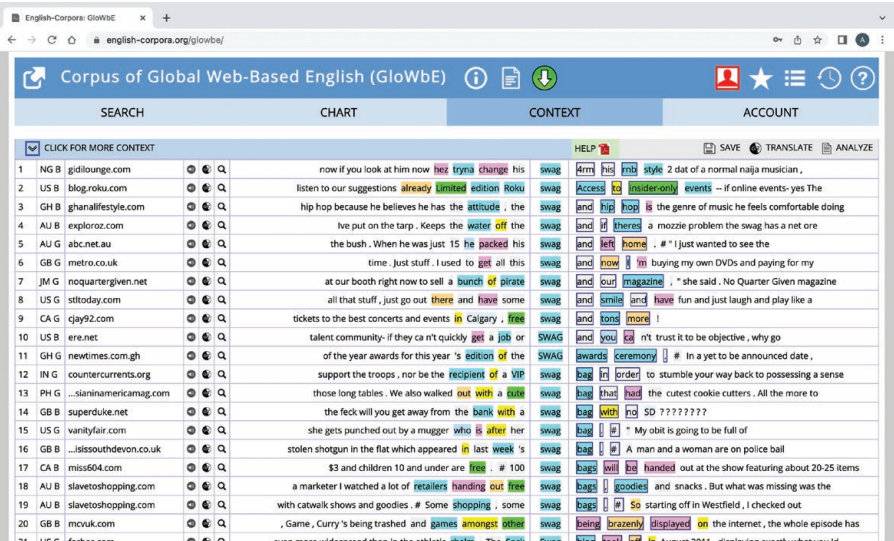 English-Corpora: GloWbE × +
english-corpora.org/glowbe/ A
Corpus of Global Web-Based English (GloWbE)
SEARCH CHART CONTEXT ACCOUNT
CLICK FOR MORE CONTEXT HELP SAVE TRANSLATE ANALYZE
1 NG B gidilounge.com now if you look at him now hez tryna change his swag 4rm his rnb style 2 dat of a normal naija musician ,
2 US B blog.roku.com listen to our suggestions already Limited edition Roku swag Access to insider-only events -- if online events- yes The
3 GH B ghanalifestyle.com hip hop because he believes he has the attitude , the swag and hip hop is the genre of music he feels comfortable doing
4 AU B exploroz.com Ive put on the tarp . Keeps the water off the swag and if theres a mozzie problem the swag has a net ore
5 AU G abc.net.au the bush . When he was just 15 he packed his swag and left home . # " I just wanted to see the
6 GB G metro.co.uk time . Just stuff . I used to get all this swag and now I 'm buying my own DVDs and paying for my
7 JM G noquartergiven.net at our booth right now to sell a bunch of pirate swag and our magazine , " she said . No Quarter Given magazine
8 US G stltoday.com all that stuff , just go out there and have some swag and smile and have fun and just laugh and play like a
9 CA G cjay92.com tickets to the best concerts and events in Calgary , free swag and tons more !
10 US B ere.net talent community- if they ca n't quickly get a job or SWAG and you ca n't trust it to be objective , why go
11 GH G newtimes.com.gh of the year awards for this year 's edition of the SWAG awards ceremony . # In a yet to be announced date ,
12 IN G countercurrents.org support the troops , nor be the recipient of a VIP swag bag in order to stumble your way back to possessing a sense
13 PH G ...sianinamericamag.com those long tables . We also walked out with a cute swag bag that had the cutest cookie cutters . All the more to
14 GB B superduke.net the feck will you get away from the bank with a swag bag with no SD ????????
15 US G vanityfair.com she gets punched out by a mugger who is after her swag bag . # " My obit is going to be full of
16 GB B ...isissouthdevon.co.uk stolen shotgun in the flat which appeared in last week 's swag bag . # A man and a woman are on police bail
17 CA B miss604.com $3 and children 10 and under are free . # 100 swag bags will be handed out at the show featuring about 20-25 items
18 AU B slavetoshopping.com a marketer I watched a lot of retailers handing out free swag bags , goodies and snacks . But what was missing was the
19 AU B slavetoshopping.com with catwalk shows and goodies . # Some shopping , some swag bags . # So starting off in Westfield , I checked out
20 GB B mcvuk.com , Game , Curry 's being trashed and games amongst other swag being brazenly displayed on the internet , the whole episode has